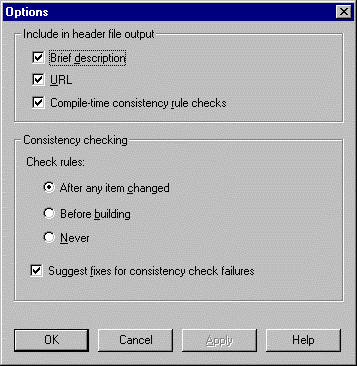 Options
Include in header file output
Brief description
URL
Compile-time consistency rule checks
Consistency checking
Check rules:
After any item changed
Before building
Never
Suggest fixes for consistency check failures
OK Cancel Apply Help